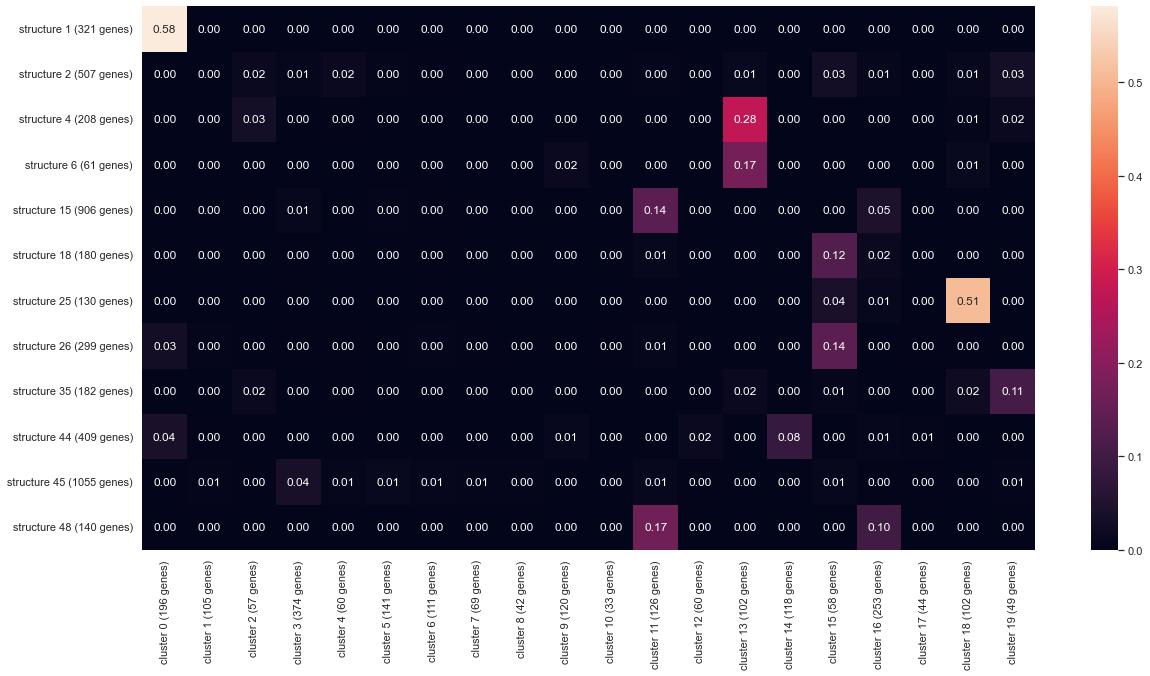 structure 1 (321 genes) 0.58 0.00 0.00 0.00 0.00 0.00 0.00 0.00 0.00 0.00 0.00 0.00 0.00 0.00 0.00 0.00 0.00 0.00 0.00 0.00
structure 2 (507 genes) 0.00 0.00 0.02 0.01 0.02 0.00 0.00 0.00 0.00 0.00 0.00 0.00 0.00 0.01 0.00 0.03 0.01 0.00 0.01 0.03
structure 4 (208 genes) 0.00 0.00 0.03 0.00 0.00 0.00 0.00 0.00 0.00 0.00 0.00 0.00 0.00 0.28 0.00 0.00 0.00 0.00 0.01 0.02
structure 6 (61 genes) 0.00 0.00 0.00 0.00 0.00 0.00 0.00 0.00 0.00 0.02 0.00 0.00 0.00 0.17 0.00 0.00 0.00 0.00 0.01 0.00
structure 15 (906 genes) 0.00 0.00 0.00 0.01 0.00 0.00 0.00 0.00 0.00 0.00 0.00 0.14 0.00 0.00 0.00 0.00 0.05 0.00 0.00 0.00
structure 18 (180 genes) 0.00 0.00 0.00 0.00 0.00 0.00 0.00 0.00 0.00 0.00 0.00 0.01 0.00 0.00 0.00 0.12 0.02 0.00 0.00 0.00
structure 25 (130 genes) 0.00 0.00 0.00 0.00 0.00 0.00 0.00 0.00 0.00 0.00 0.00 0.00 0.00 0.00 0.00 0.04 0.01 0.00 0.51 0.00
structure 26 (299 genes) 0.03 0.00 0.00 0.00 0.00 0.00 0.00 0.00 0.00 0.00 0.00 0.01 0.00 0.00 0.00 0.14 0.00 0.00 0.00 0.00
structure 35 (182 genes) 0.00 0.00 0.02 0.00 0.00 0.00 0.00 0.00 0.00 0.00 0.00 0.00 0.00 0.02 0.00 0.01 0.00 0.00 0.02 0.11
structure 44 (409 genes) 0.04 0.00 0.00 0.00 0.00 0.00 0.00 0.00 0.00 0.01 0.00 0.00 0.02 0.00 0.08 0.00 0.01 0.01 0.00 0.00
structure 45 (1055 genes) 0.00 0.01 0.00 0.04 0.01 0.01 0.01 0.01 0.00 0.00 0.00 0.01 0.00 0.00 0.00 0.01 0.00 0.00 0.00 0.01
structure 48 (140 genes) 0.00 0.00 0.00 0.00 0.00 0.00 0.00 0.00 0.00 0.00 0.00 0.17 0.00 0.00 0.00 0.00 0.10 0.00 0.00 0.00
cluster 0 (196 genes)
cluster 1 (105 genes)
cluster 2 (57 genes)
cluster 3 (374 genes)
cluster 4 (60 genes)
cluster 5 (141 genes)
cluster 6 (111 genes)
cluster 7 (69 genes)
cluster 8 (42 genes)
cluster 9 (120 genes)
cluster 10 (33 genes)
cluster 11 (126 genes)
cluster 12 (60 genes)
cluster 13 (102 genes)
cluster 14 (118 genes)
cluster 15 (58 genes)
cluster 16 (253 genes)
cluster 17 (44 genes)
cluster 18 (102 genes)
cluster 19 (49 genes)
0.5
0.4
0.3
0.2
0.1
0.0